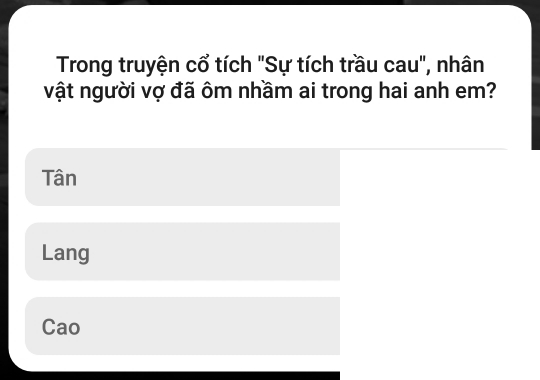 Trong truyện cổ tích "Sự tích trầu cau", nhân
vật người vợ đã ôm nhầm ai trong hai anh em?
Tân
Lang
Cao